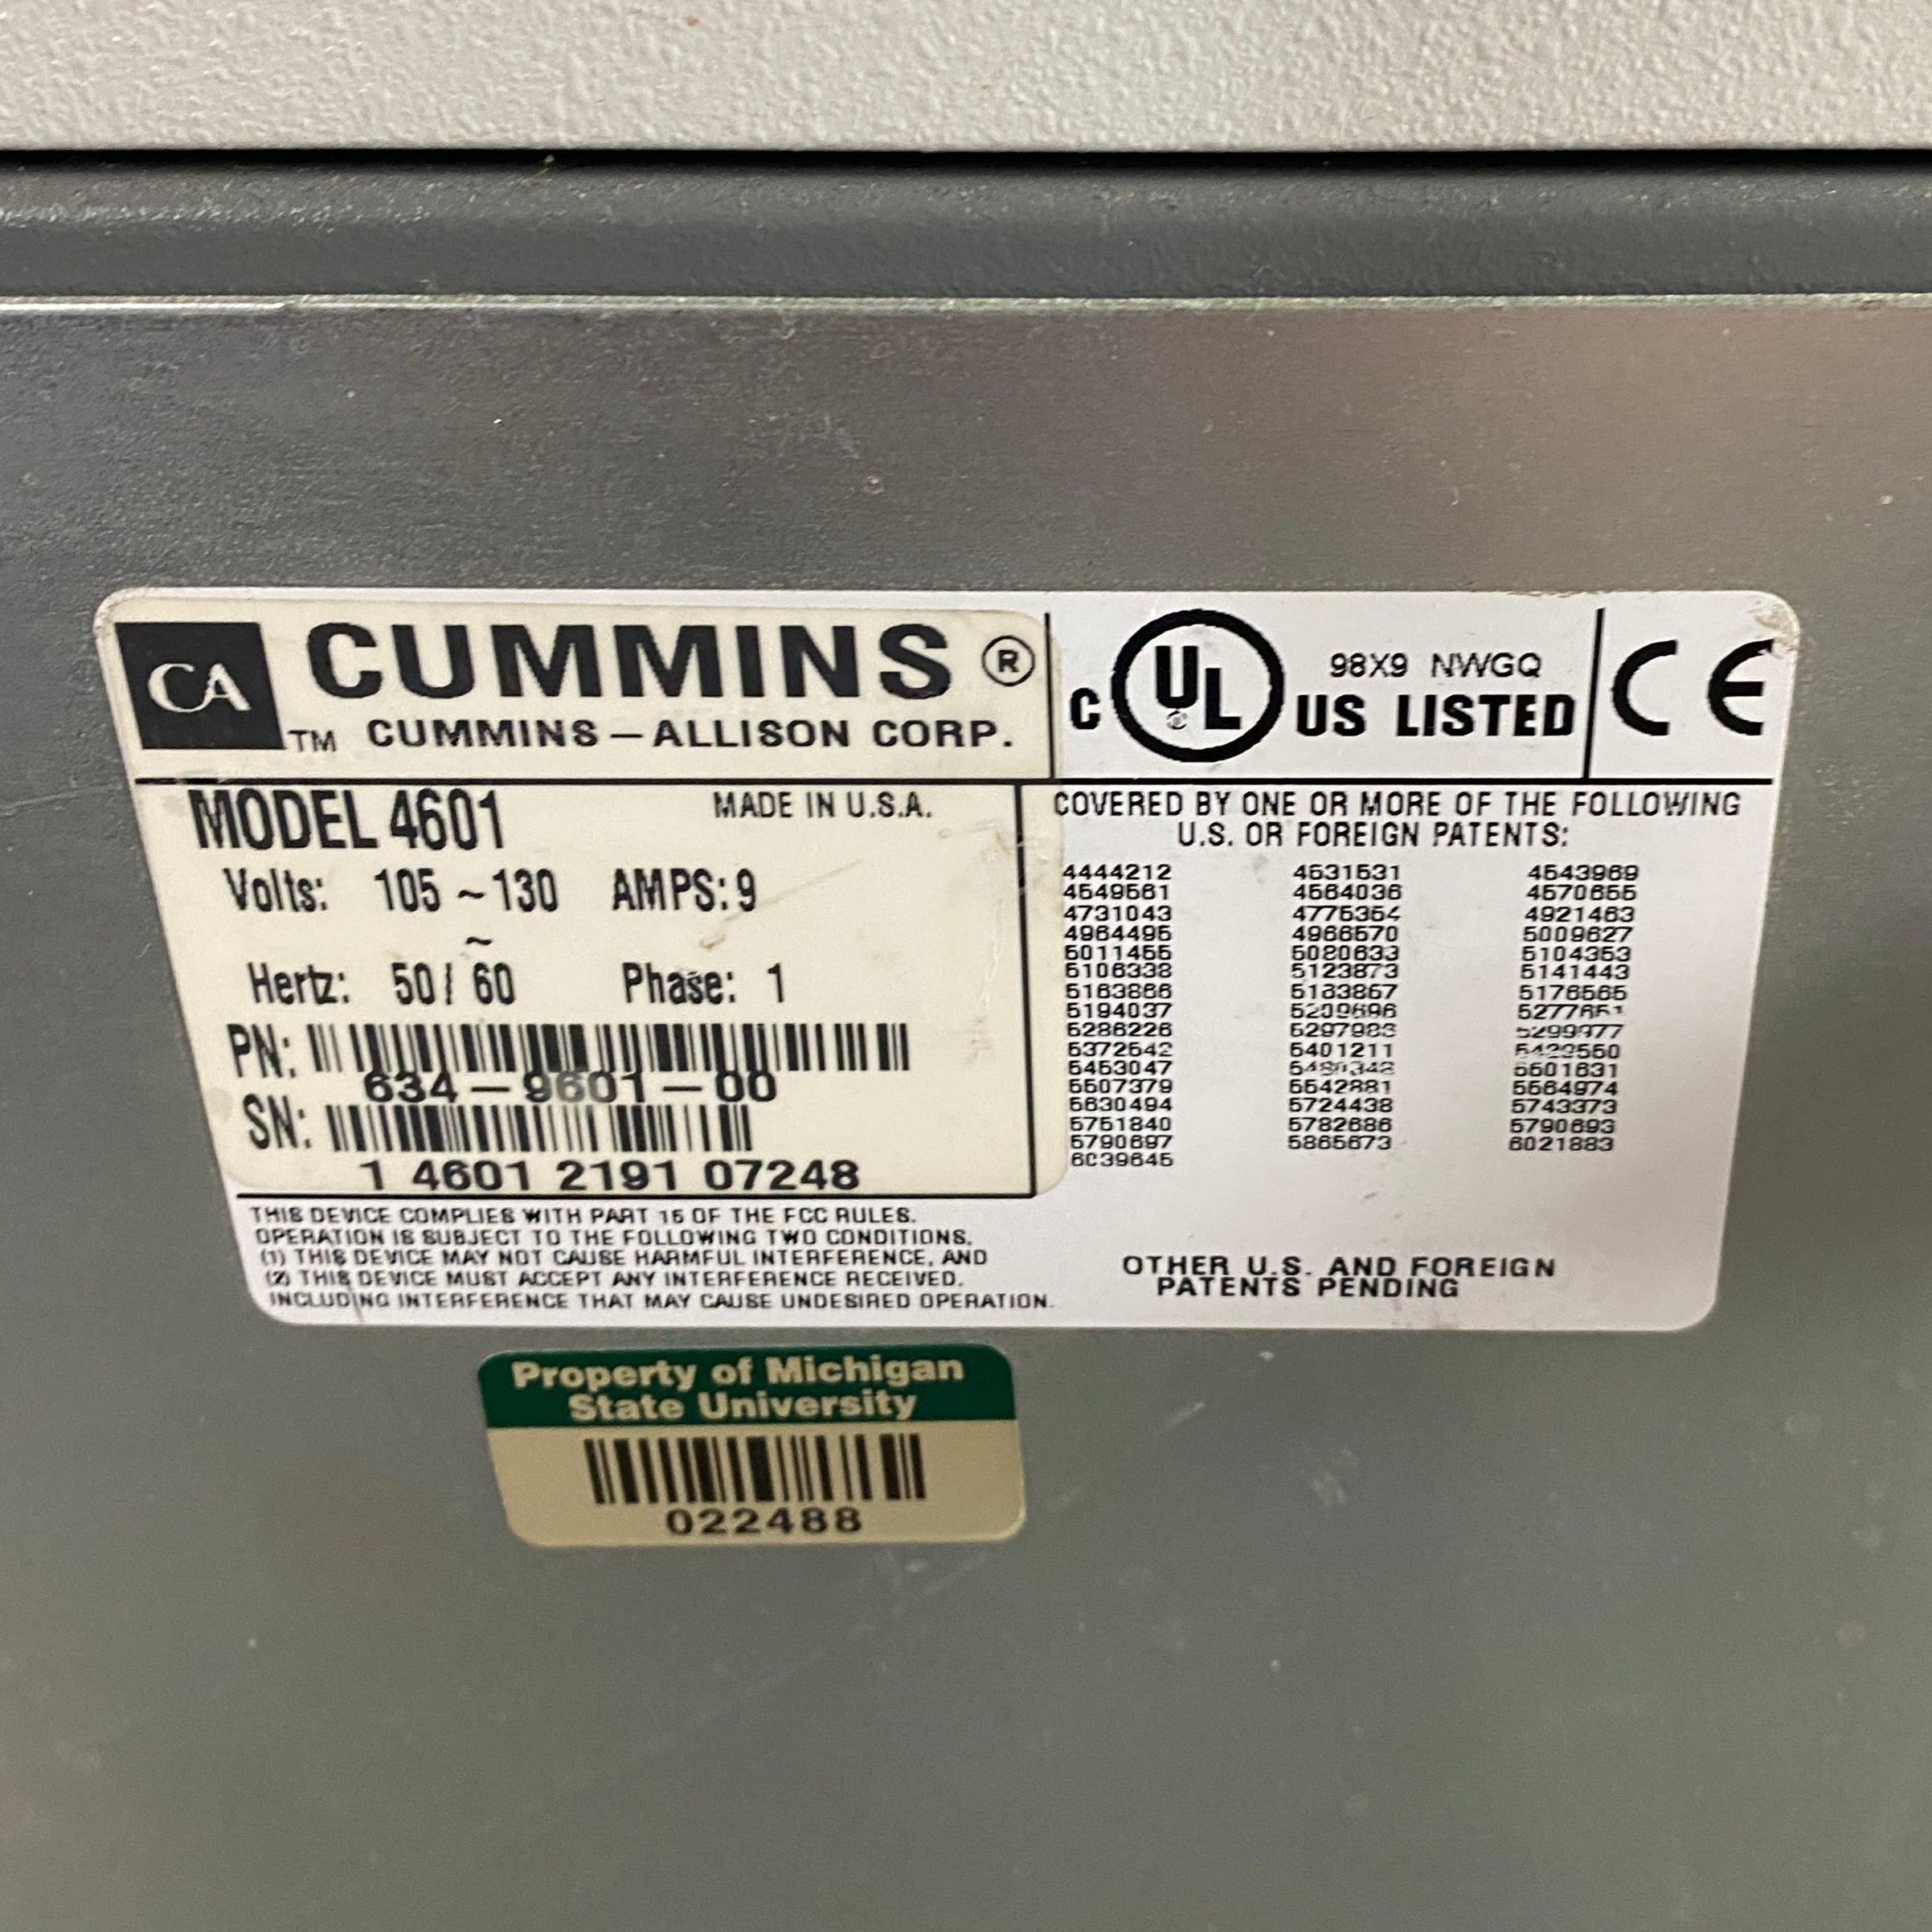 CA
TM
CUMMINS ®
CUMMINS-ALLISON CORP.
C UL US LISTED
98X9 NWGQ
CE
MODEL 4601 MADE IN U.S.A.
Volts: 105 ~ 130 AMPS: 9
~
Hertz: 50/60 Phase: 1
PN:
634-9601-00
SN:
1 4601 2191 07248
COVERED BY ONE OR MORE OF THE FOLLOWING
U.S. OR FOREIGN PATENTS:
4444212 4531531 4543969
4549561 4564036 4570655
4731043 4775354 4921463
4964495 4966570 5009627
5011455 5020633 5104353
5106338 5123873 5141443
5163866 5163867 5176565
5194037
5286226 5297983 5299977
5372542 5401211
5453047 5501631
5507379 5542881 5564974
5630494 5724438 5743373
5751840 5782686 5790693
5790697 5865673 6021883
6039645
OTHER U.S. AND FOREIGN
PATENTS PENDING
THIS DEVICE COMPLIES WITH PART 15 OF THE FCC RULES.
OPERATION IS SUBJECT TO THE FOLLOWING TWO CONDITIONS,
(1) THIS DEVICE MAY NOT CAUSE HARMFUL INTERFERENCE, AND
(2) THIS DEVICE MUST ACCEPT ANY INTERFERENCE RECEIVED,
INCLUDING INTERFERENCE THAT MAY CAUSE UNDESIRED OPERATION.
Property of Michigan
State University
022488